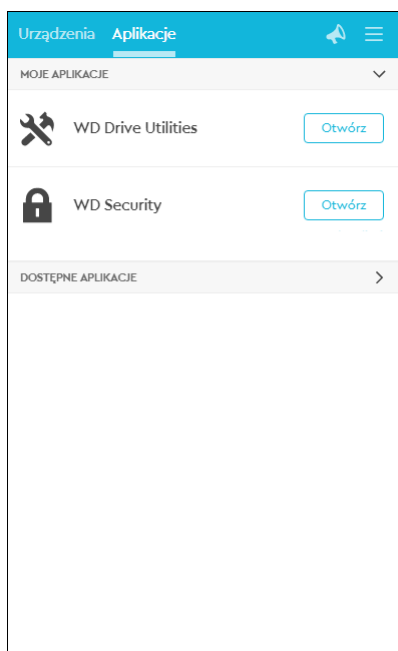 Urządzenia Aplikacje
MOJE APLIKACJE
WD Drive Utilities Otwórz
WD Security Otwórz
DOSTĘPNE APLIKACJE